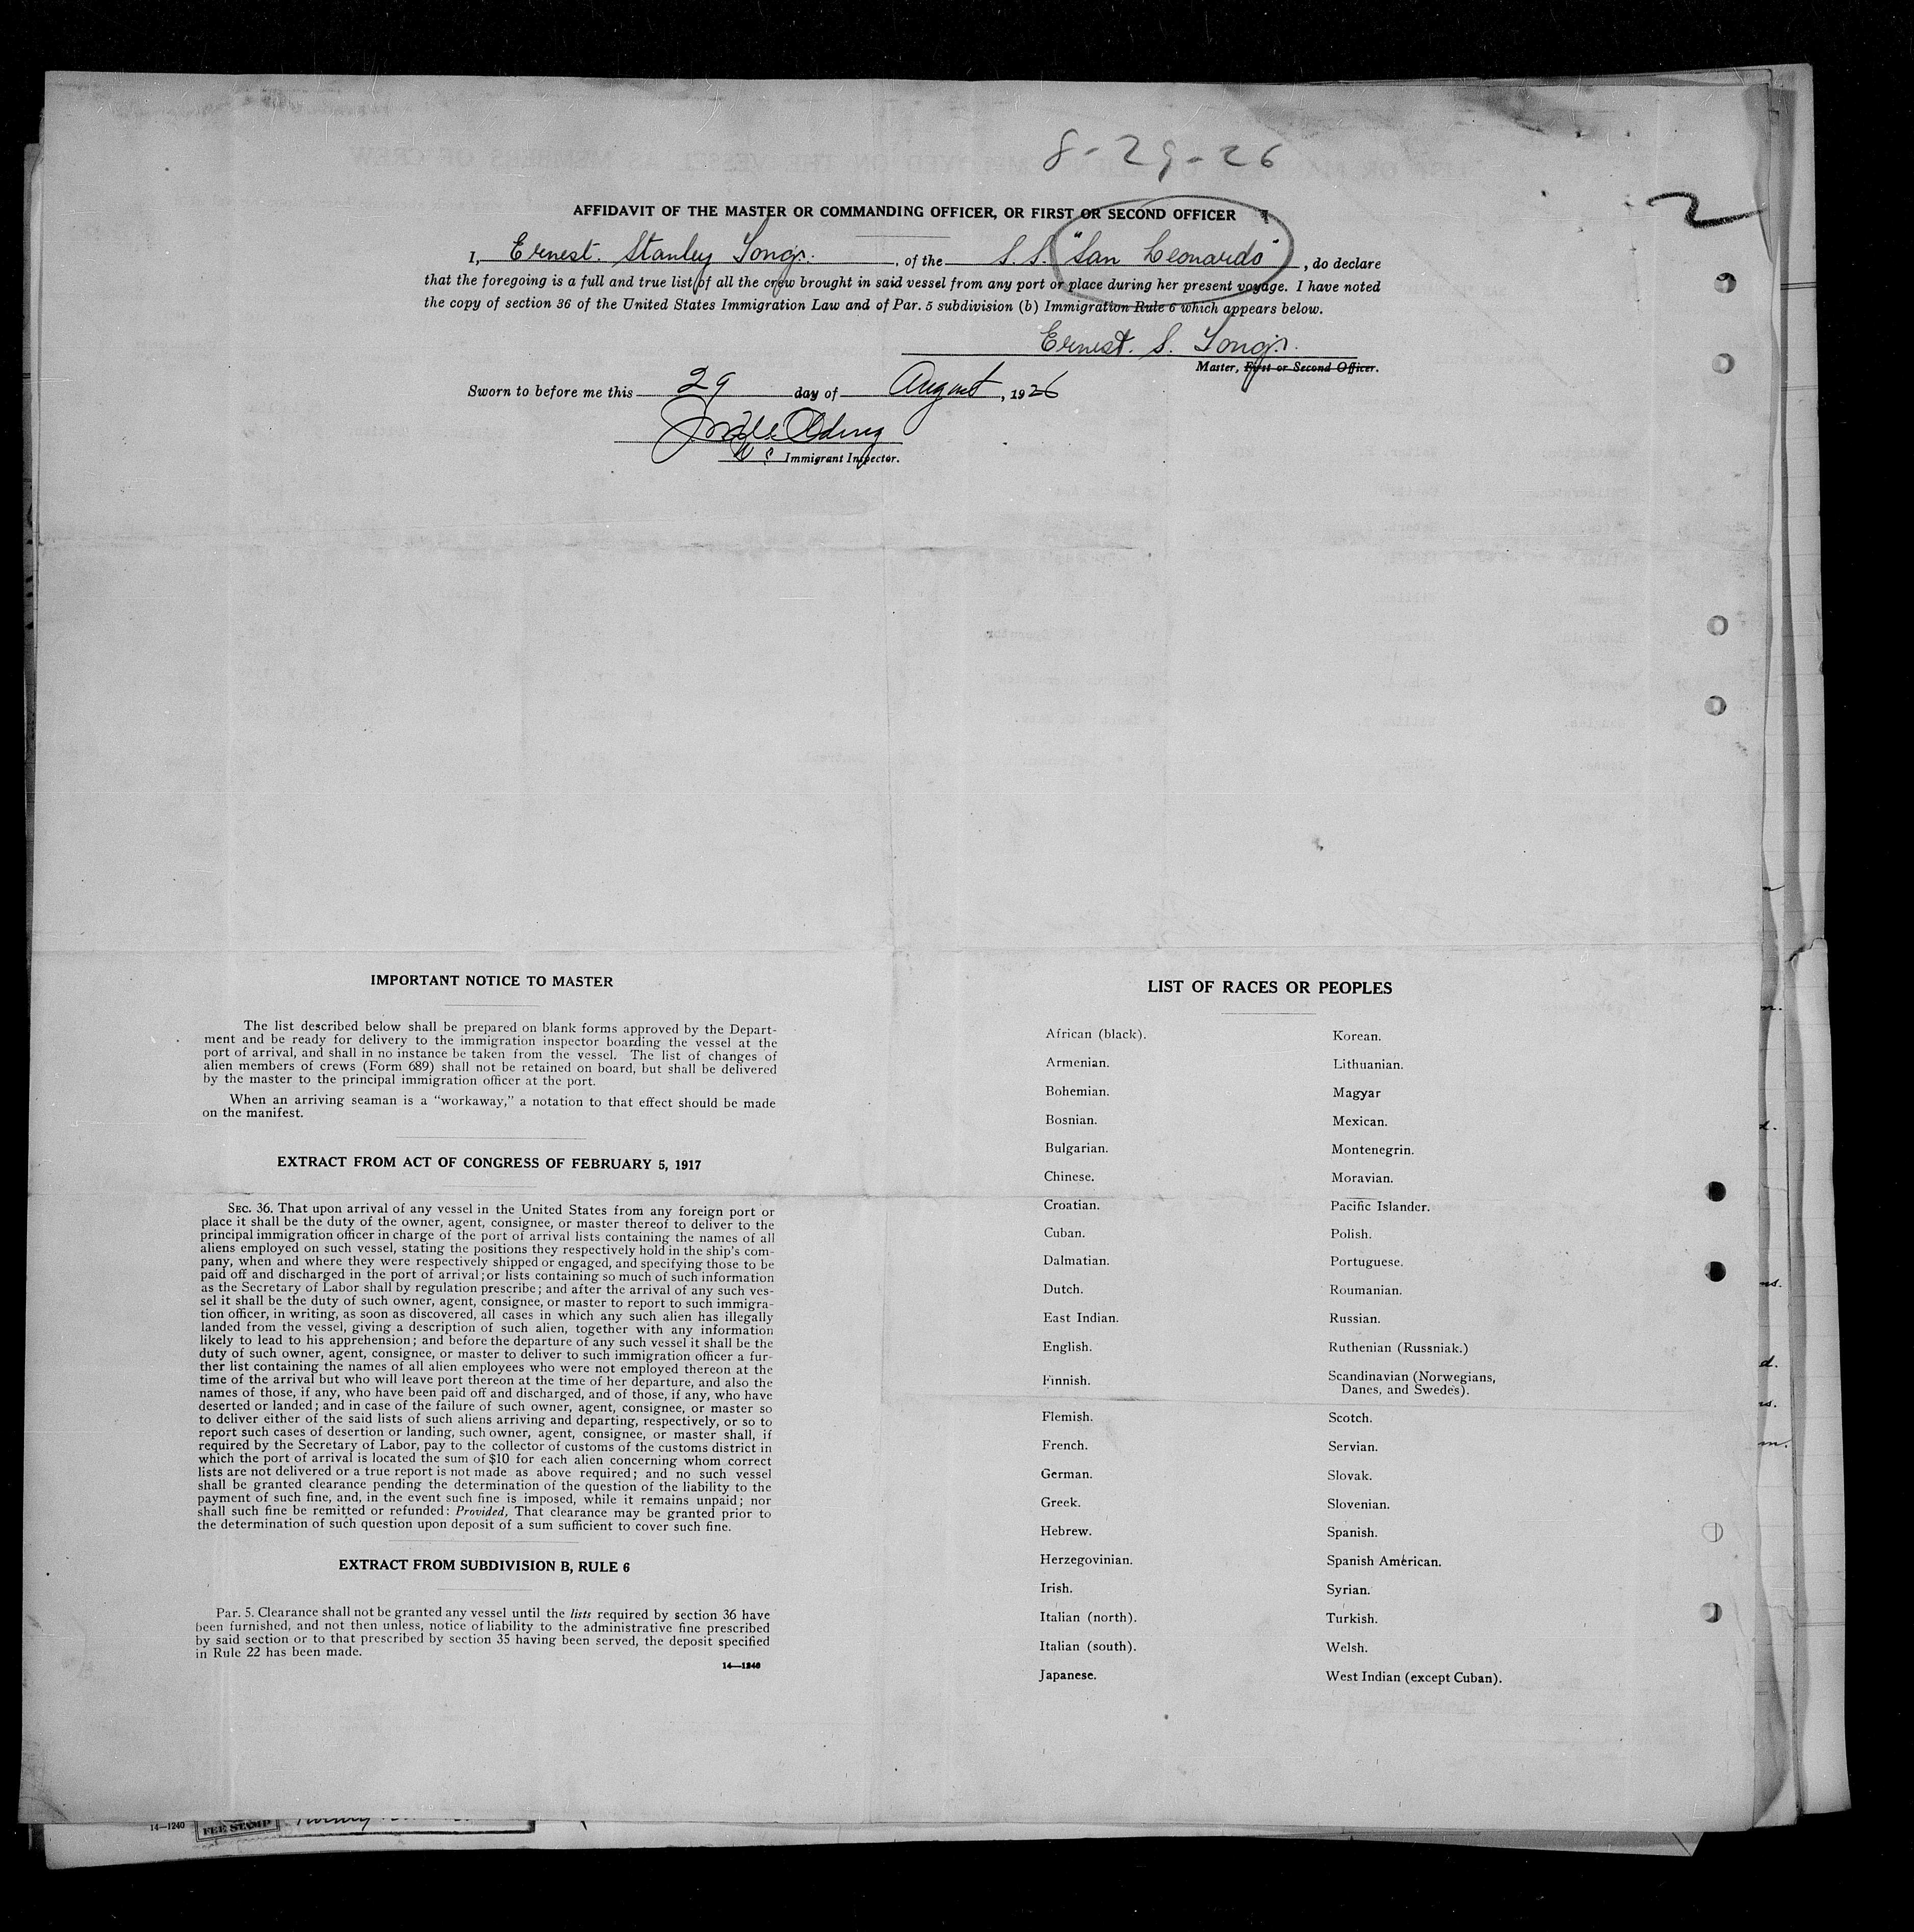 8-29-26
2
AFFIDAVIT OF THE MASTER OR COMMANDING OFFICER, OR FIRST OR SECOND OFFICER
I, Ernest. Stanley , of the S.S. "San Leonardo", do declare
that the foregoing is a full and true list of all the crew brought in said vessel from any port or place during her present voyage. I have noted
the copy of section 36 of the United States Immigration Law and of Par. 5 subdivision (b) Immigration Rule 6 which appears below.
Ernest. S.
Master, First or Second Officer.
Sworn to before me this 29 day of August, 1926
Immigrant Inspector.
IMPORTANT NOTICE TO MASTER
The list described below shall be prepared on blank forms approved by the Depart-
ment and be ready for delivery to the immigration inspector boarding the vessel at the
port of arrival, and shall in no instance be taken from the vessel. The list of changes of
alien members of crews (Form 689) shall not be retained on board, but shall be delivered
by the master to the principal immigration officer at the port.
When an arriving seaman is a "workaway," a notation to that effect should be made
on the manifest.
EXTRACT FROM ACT OF CONGRESS OF FEBRUARY 5, 1917
SEC. 36. That upon arrival of any vessel in the United States from any foreign port or
place it shall be the duty of the owner, agent, consignee, or master thereof to deliver to the
principal immigration officer in charge of the port of arrival lists containing the names of all
aliens employed on such vessel, stating the positions they respectively hold in the ship's com-
pany, when and where they were respectively shipped or engaged, and specifying those to be
paid off and discharged in the port of arrival; or lists containing so much of such information
as the Secretary of Labor shall by regulation prescribe; and after the arrival of any such ves-
sel it shall be the duty of such owner, agent, consignee, or master to report to such immigra-
tion officer, in writing, as soon as discovered, all cases in which any such alien has illegally
landed from the vessel, giving a description of such alien, together with any information
likely to lead to his apprehension; and before the departure of any such vessel it shall be the
duty of such owner, agent, consignee, or master to deliver to such immigration officer a fur-
ther list containing the names of all alien employees who were not employed thereon at the
time of the arrival but who will leave port thereon at the time of her departure, and also the
names of those, if any, who have been paid off and discharged, and of those, if any, who have
deserted or landed; and in case of the failure of such owner, agent, consignee, or master so
to deliver either of the said lists of such aliens arriving and departing, respectively, or so to
report such cases of desertion or landing, such owner, agent, consignee, or master shall, if
required by the Secretary of Labor, pay to the collector of customs of the customs district in
which the port of arrival is located the sum of $10 for each alien concerning whom correct
lists are not delivered or a true report is not made as above required; and no such vessel
shall be granted clearance pending the determination of the question of the liability to the
payment of such fine, and, in the event such fine is imposed, while it remains unpaid; nor
shall such fine be remitted or refunded: Provided, That clearance may be granted prior to
the determination of such question upon deposit of a sum sufficient to cover such fine.
EXTRACT FROM SUBDIVISION B, RULE 6
Par. 5. Clearance shall not be granted any vessel until the lists required by section 36 have
been furnished, and not then unless, notice of liability to the administrative fine prescribed
by said section or to that prescribed by section 35 having been served, the deposit specified
in Rule 22 has been made.
14—1240
LIST OF RACES OR PEOPLES
African (black).
Armenian.
Bohemian.
Bosnian.
Bulgarian.
Chinese.
Croatian.
Cuban.
Dalmatian.
Dutch.
East Indian.
English.
Finnish.
Flemish.
French.
German.
Greek.
Hebrew.
Herzegovinian.
Irish.
Italian (north).
Italian (south).
Japanese.
Korean.
Lithuanian.
Magyar
Mexican.
Montenegrin.
Moravian.
Pacific Islander.
Polish.
Portuguese.
Roumanian.
Russian.
Ruthenian (Russniak.)
Scandinavian (Norwegians,
Danes, and Swedes).
Scotch.
Servian.
Slovak.
Slovenian.
Spanish.
Spanish American.
Syrian.
Turkish.
Welsh.
West Indian (except Cuban).
14—1240
FEE STAMP